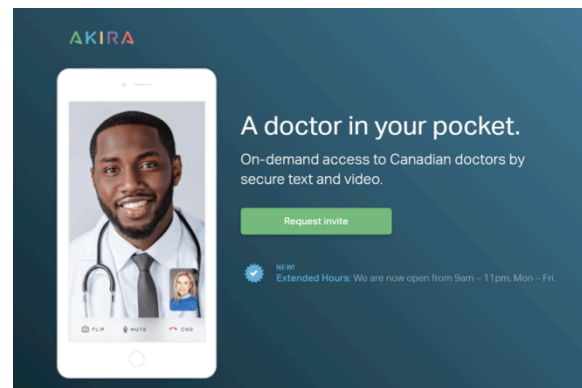 AKIRA
A doctor in your pocket.
On-demand access to Canadian doctors by
secure text and video.
Request invite
NEW!
Extended Hours: We are now open from 9am – 11pm, Mon – Fri.
FLIP
MUTE
END